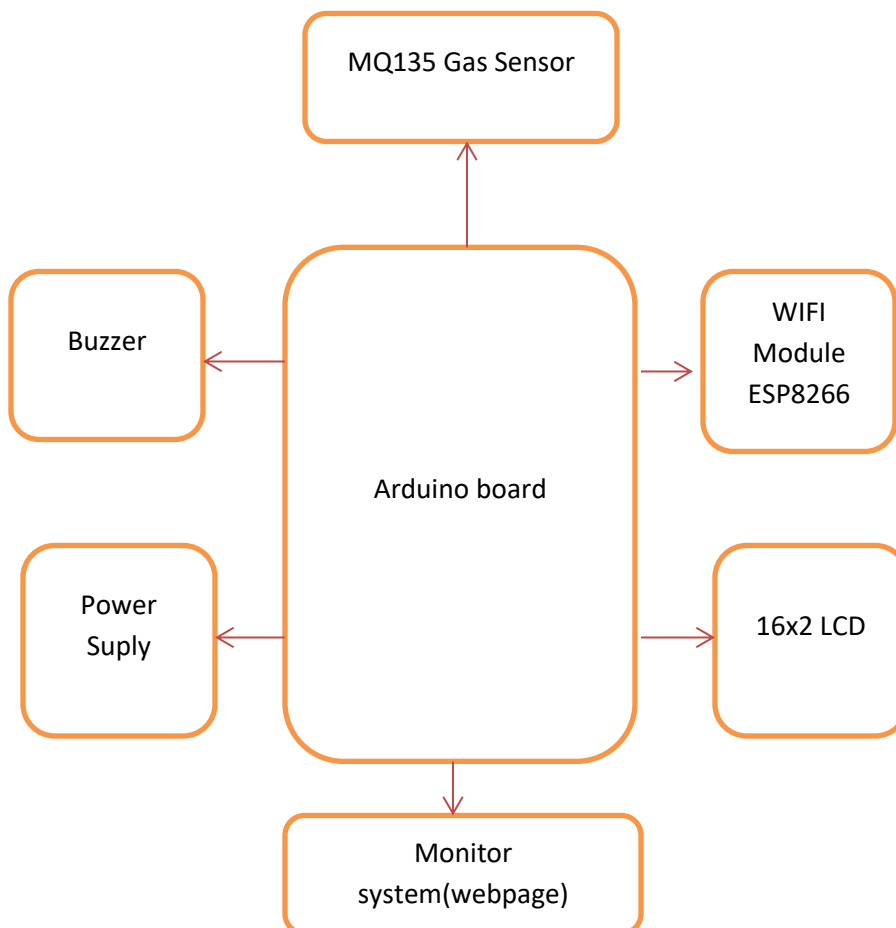 MQ135 Gas Sensor
Buzzer
WIFI
Module
ESP8266
Arduino board
Power
Suply
16x2 LCD
Monitor
system(webpage)